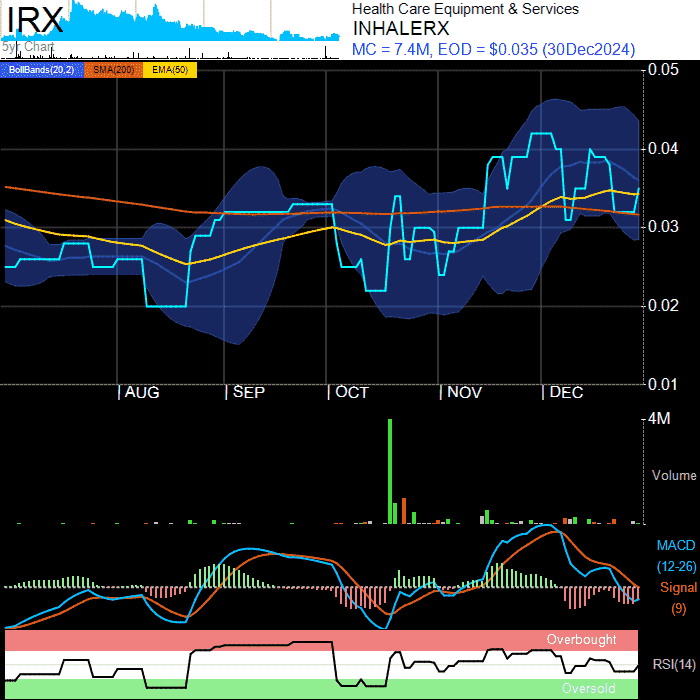 IRX
5yr Chart
Health Care Equipment & Services
INHALERX
MC = 7.4M, EOD = $0.035 (30Dec2024)
BollBands(20,2) SMA(200) EMA(50)
0.05
0.04
0.03
0.02
0.01
AUG SEP OCT NOV DEC
4M
Volume
MACD
(12-26)
Signal
(9)
Overbought
RSI(14)
Oversold